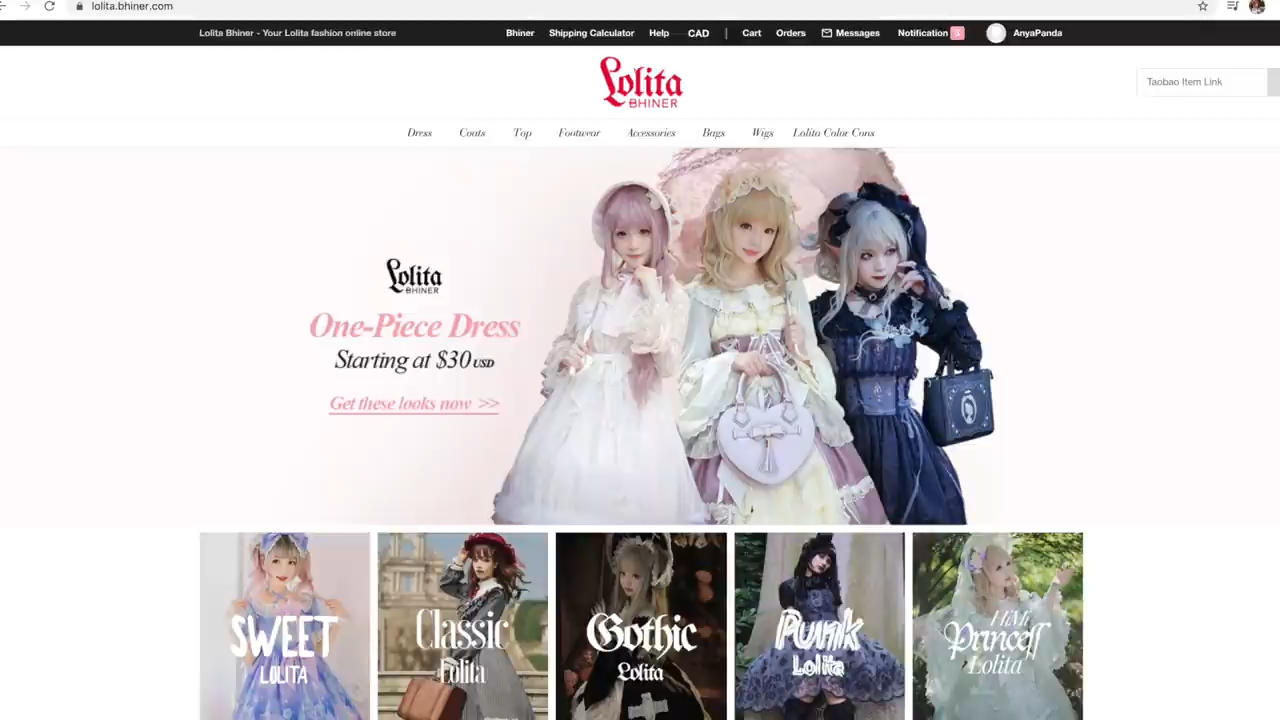 lolita.bhiner.com
Lolita Bhiner - Your Lolita fashion online store
Bhiner Shipping Calculator Help CAD | Cart Orders Messages Notification AnyaPanda
Lolita
BHINER
Taobao Item Link
Dress Coats Top Footwear Accessories Bags Wigs Lolita Color Cons
Lolita
BHINER
One-Piece Dress
Starting at $30 USD
Get these looks now >>
SWEET
LOLITA
Classic
Lolita
Gothic
Lolita
Punk
Lolita
HiMi
Princess
Lolita